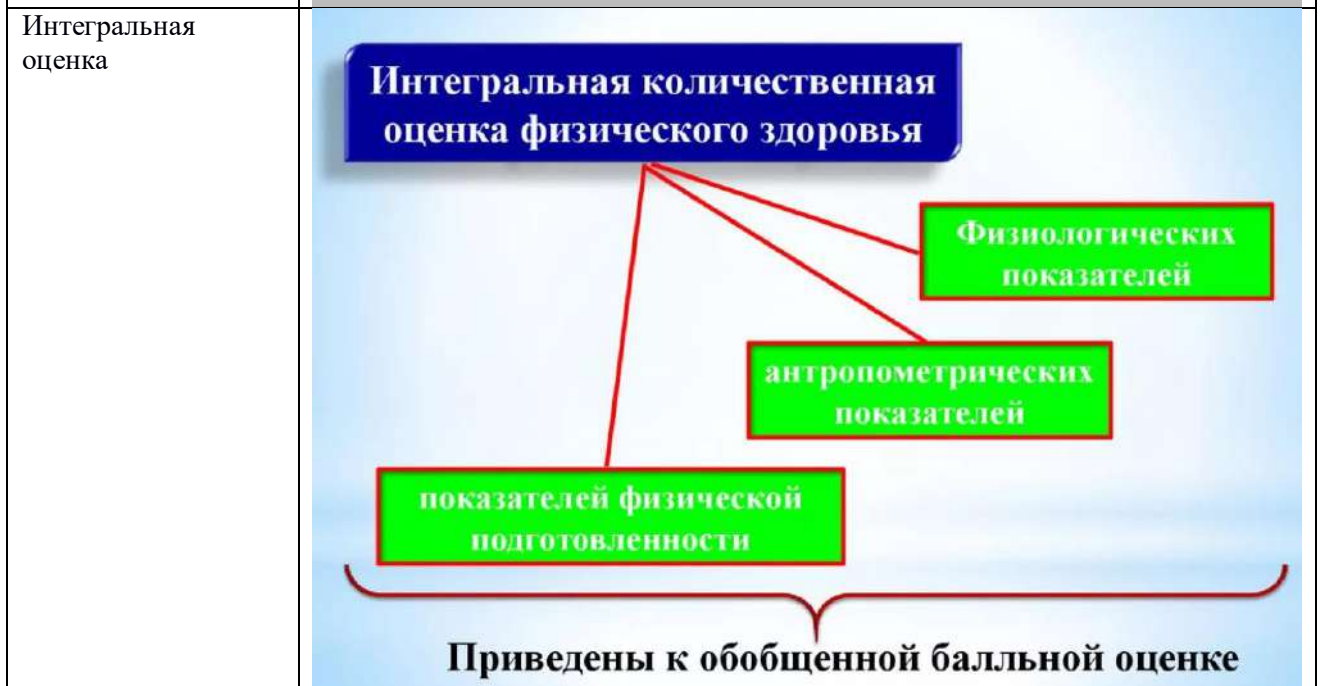 Интегральная
оценка
Интегральная количественная
оценка физического здоровья
Физиологических
показателей
антропометрических
показателей
показателей физической
подготовленности
Приведены к обобщенной балльной оценке